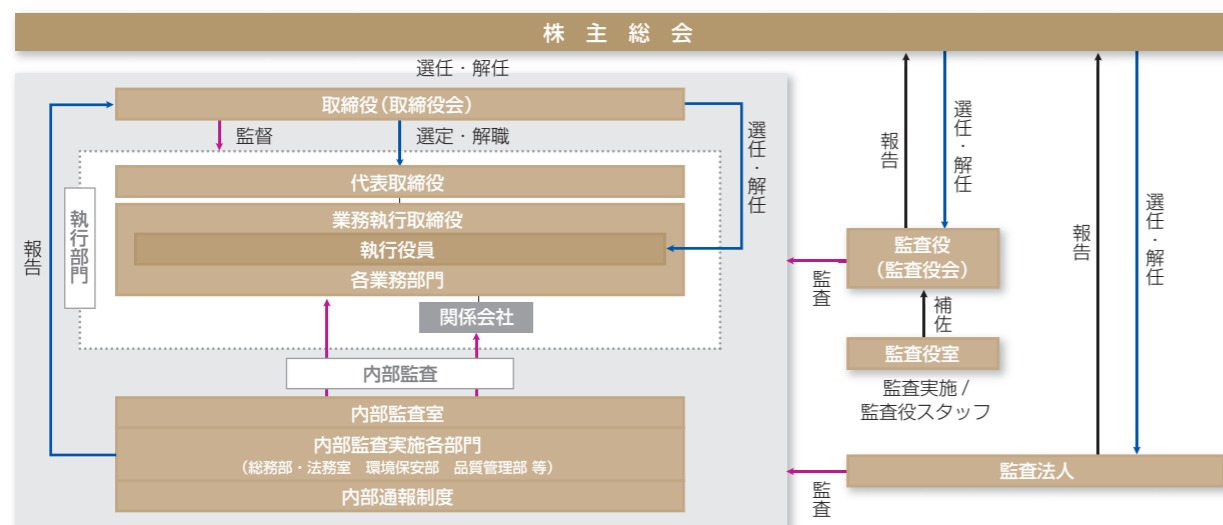 株主総会
選任・解任
取締役(取締役会)
監督
選定・解職
選任・解任
執行部門
代表取締役
業務執行取締役
執行役員
各業務部門
関係会社
報告
内部監査
内部監査室
内部監査実施各部門
(総務部・法務室 環境保安部 品質管理部 等)
内部通報制度
報告
選任・解任
監査役
(監査役会)
監査
補佐
監査役室
監査実施/
監査役スタッフ
報告
選任・解任
監査法人
監査